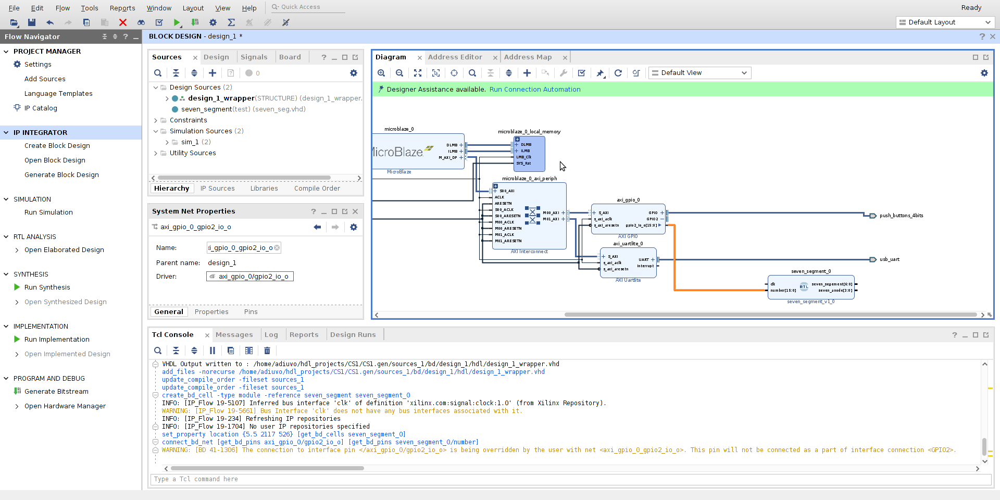 File Edit Flow Tools Reports Window Layout View Help Quick Access Ready
Default Layout
Flow Navigator
PROJECT MANAGER
Settings
Add Sources
Language Templates
IP Catalog
IP INTEGRATOR
Create Block Design
Open Block Design
Generate Block Design
SIMULATION
Run Simulation
RTL ANALYSIS
Open Elaborated Design
SYNTHESIS
Run Synthesis
Open Synthesized Design
IMPLEMENTATION
Run Implementation
Open Implemented Design
PROGRAM AND DEBUG
Generate Bitstream
Open Hardware Manager
BLOCK DESIGN - design_1 *
Sources Design Signals Board
0
Design Sources (2)
design_1_wrapper(STRUCTURE) (design_1_wrapper.
seven_segment(test) (seven_seg.vhd)
Constraints
Simulation Sources (2)
sim_1 (2)
Utility Sources
Hierarchy IP Sources Libraries Compile Order
System Net Properties
axi_gpio_0_gpio2_io_o
Name: i_gpio_0_gpio2_io_o
Parent name: design_1
Driver: axi_gpio_0/gpio2_io_o
General Properties Pins
Diagram Address Editor Address Map
Default View
Designer Assistance available. Run Connection Automation
microblaze_0
DLMB
ILMB
M_AXI_DP
MicroBlaze
MicroBlaze
microblaze_0_local_memory
DLMB
ILMB
LMB_Clk
SYS_Rst
microblaze_0_axi_periph
S00_AXI
ACLK
ARESETN
S00_ACLK
S00_ARESETN
M00_ACLK
M00_ARESETN
M01_ACLK
M01_ARESETN
M00_AXI
M01_AXI
AXI Interconnect
axi_gpio_0
S_AXI
s_axi_aclk
s_axi_aresetn
GPIO
GPIO2
gpio2_io_o[15:0]
AXI GPIO
axi_uartlite_0
S_AXI
s_axi_aclk
s_axi_aresetn
UART
interrupt
AXI Uartlite
push_buttons_4bits
usb_uart
seven_segment_0
clk
number[15:0]
RTL
seven_segement[6:0]
seven_anode[3:0]
seven_segment_v1_0
Tcl Console Messages Log Reports Design Runs
VHDL Output written to : /home/adiuvo/hdl_projects/CS1/CS1.gen/sources_1/bd/design_1/hdl/design_1_wrapper.vhd
add_files -norecurse /home/adiuvo/hdl_projects/CS1/CS1.gen/sources_1/bd/design_1/hdl/design_1_wrapper.vhd
update_compile_order -fileset sources_1
update_compile_order -fileset sources_1
create_bd_cell -type module -reference seven_segment seven_segment_0
INFO: [IP_Flow 19-5107] Inferred bus interface 'clk' of definition 'xilinx.com:signal:clock:1.0' (from Xilinx Repository).
WARNING: [IP_Flow 19-5661] Bus Interface 'clk' does not have any bus interfaces associated with it.
INFO: [IP_Flow 19-234] Refreshing IP repositories
INFO: [IP_Flow 19-1704] No user IP repositories specified
set_property location {5.5 2117 526} [get_bd_cells seven_segment_0]
connect_bd_net [get_bd_pins axi_gpio_0/gpio2_io_o] [get_bd_pins seven_segment_0/number]
WARNING: [BD 41-1306] The connection to interface pin </axi_gpio_0/gpio2_io_o> is being overridden by the user with net <axi_gpio_0_gpio2_io_o>. This pin will not be connected as a part of interface connection <GPIO2>.
Type a Tcl command here